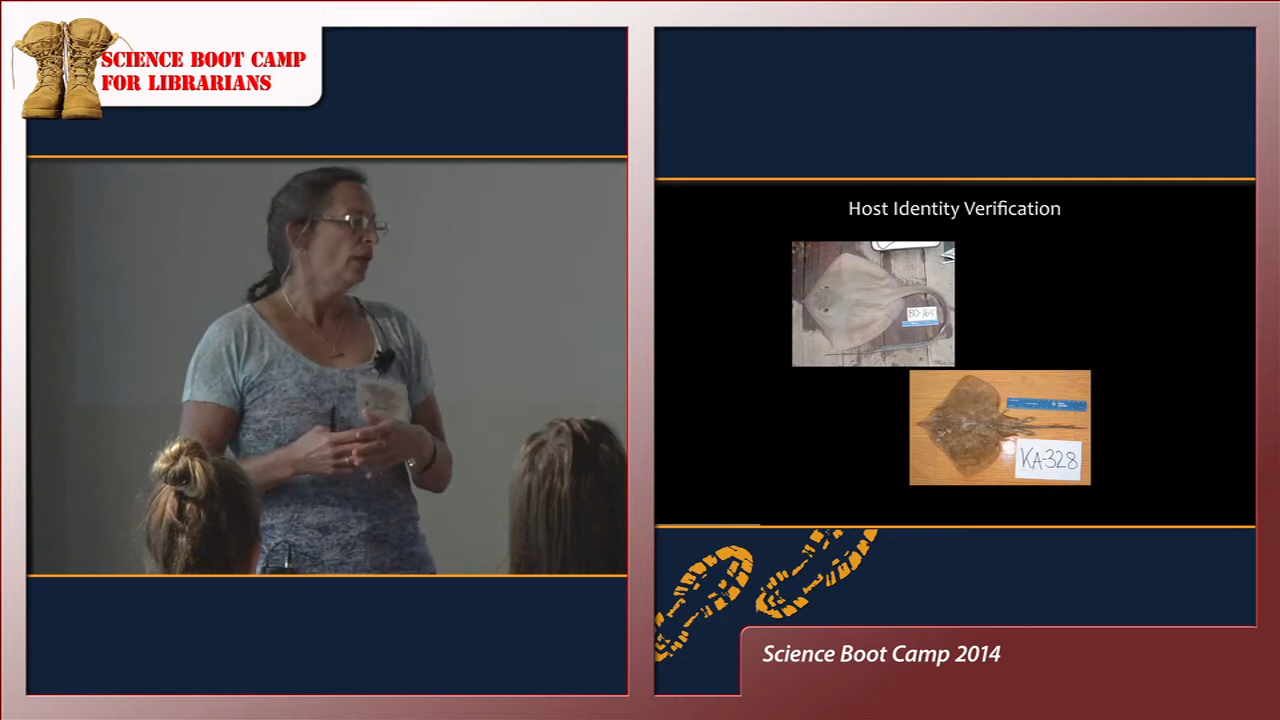 SCIENCE BOOT CAMP
FOR LIBRARIANS
Host Identity Verification
KA-328
Science Boot Camp 2014